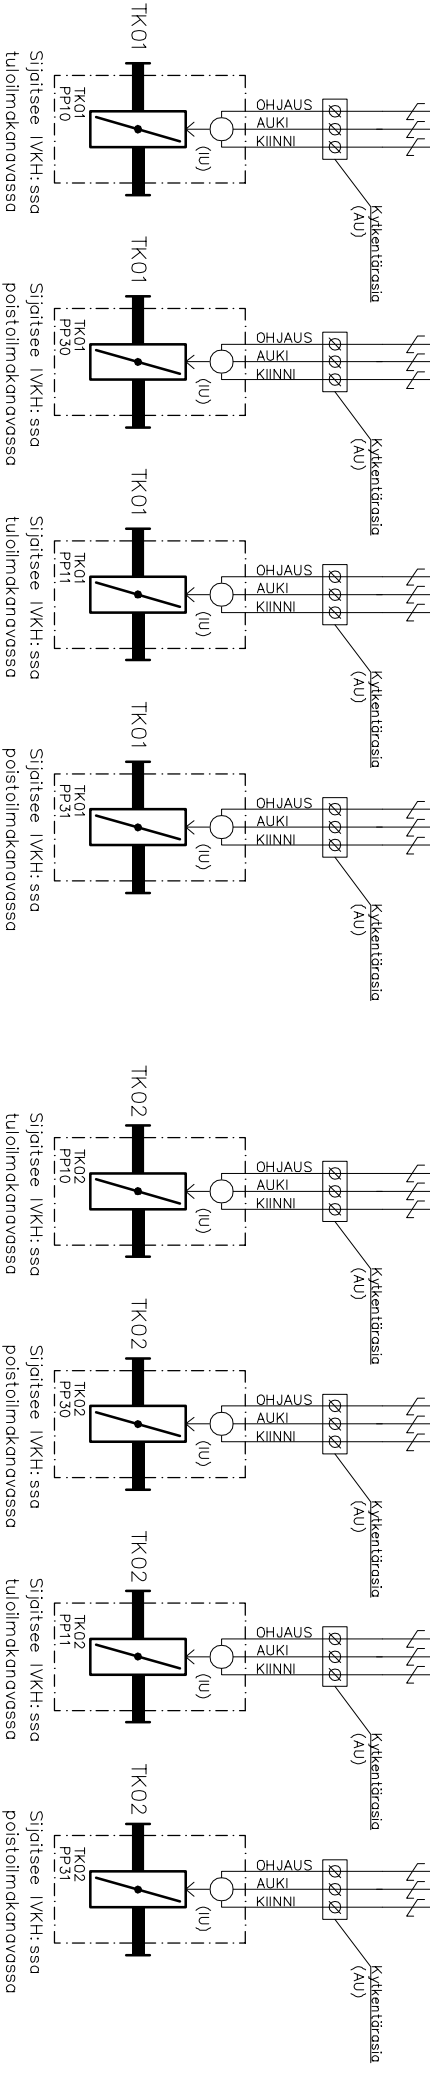 TK01
OHJAUS
AUKI
KIINNI
Kytkentärasia
(AU)
(IU)
TK01
PP10
Sijaitsee IVKH:ssa
tuloilmakanavassa
TK01
OHJAUS
AUKI
KIINNI
Kytkentärasia
(AU)
(IU)
TK01
PP30
Sijaitsee IVKH:ssa
poistoilmakanavassa
TK01
OHJAUS
AUKI
KIINNI
Kytkentärasia
(AU)
(IU)
TK01
PP11
Sijaitsee IVKH:ssa
tuloilmakanavassa
TK01
OHJAUS
AUKI
KIINNI
Kytkentärasia
(AU)
(IU)
TK01
PP31
Sijaitsee IVKH:ssa
poistoilmakanavassa
TK02
OHJAUS
AUKI
KIINNI
Kytkentärasia
(AU)
(IU)
TK02
PP10
Sijaitsee IVKH:ssa
tuloilmakanavassa
TK02
OHJAUS
AUKI
KIINNI
Kytkentärasia
(AU)
(IU)
TK02
PP30
Sijaitsee IVKH:ssa
poistoilmakanavassa
TK02
OHJAUS
AUKI
KIINNI
Kytkentärasia
(AU)
(IU)
TK02
PP11
Sijaitsee IVKH:ssa
tuloilmakanavassa
TK02
OHJAUS
AUKI
KIINNI
Kytkentärasia
(AU)
(IU)
TK02
PP31
Sijaitsee IVKH:ssa
poistoilmakanavassa